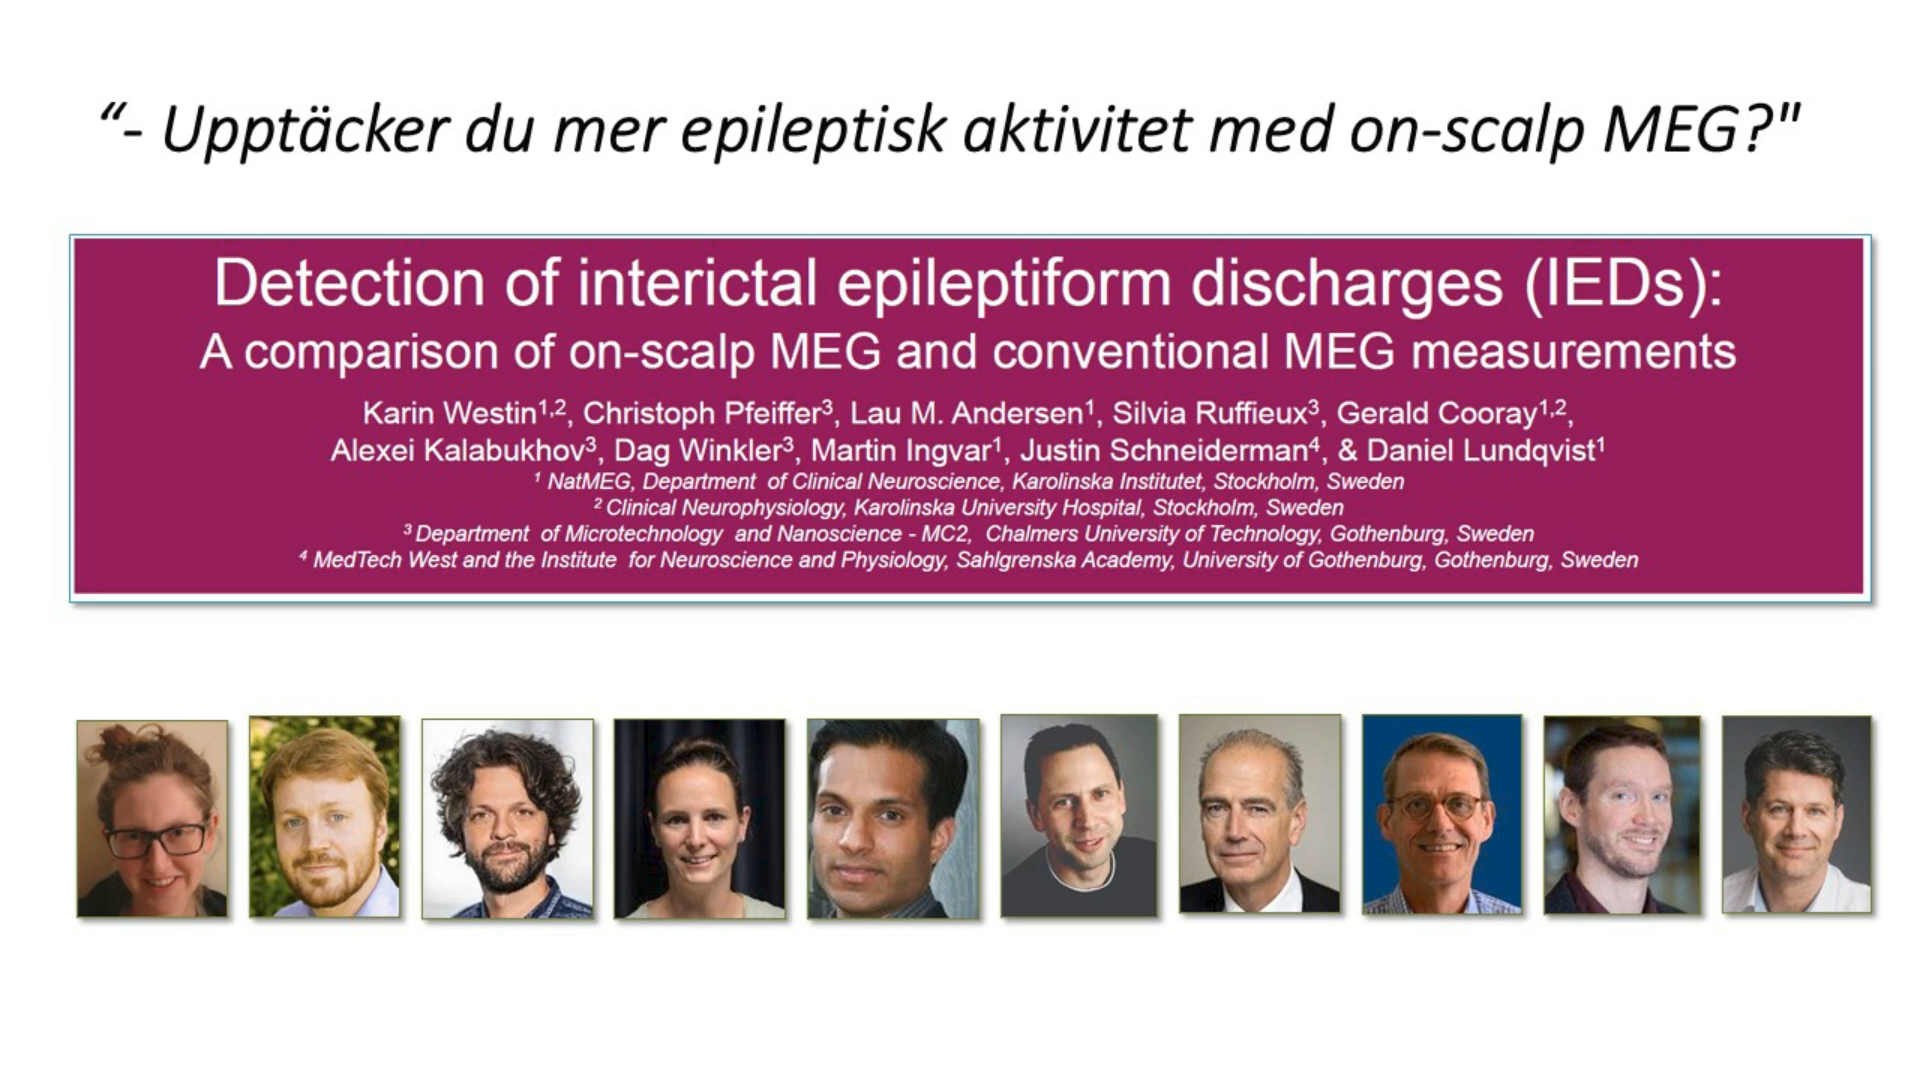 “- Upptäcker du mer epileptisk aktivitet med on-scalp MEG?"
Detection of interictal epileptiform discharges (IEDs):
A comparison of on-scalp MEG and conventional MEG measurements
Karin Westin1,2, Christoph Pfeiffer3, Lau M. Andersen1, Silvia Ruffieux3, Gerald Cooray1,2,
Alexei Kalabukhov3, Dag Winkler3, Martin Ingvar1, Justin Schneiderman4, & Daniel Lundqvist1
1 NatMEG, Department of Clinical Neuroscience, Karolinska Institutet, Stockholm, Sweden
2 Clinical Neurophysiology, Karolinska University Hospital, Stockholm, Sweden
3 Department of Microtechnology and Nanoscience - MC2, Chalmers University of Technology, Gothenburg, Sweden
4 MedTech West and the Institute for Neuroscience and Physiology, Sahlgrenska Academy, University of Gothenburg, Gothenburg, Sweden